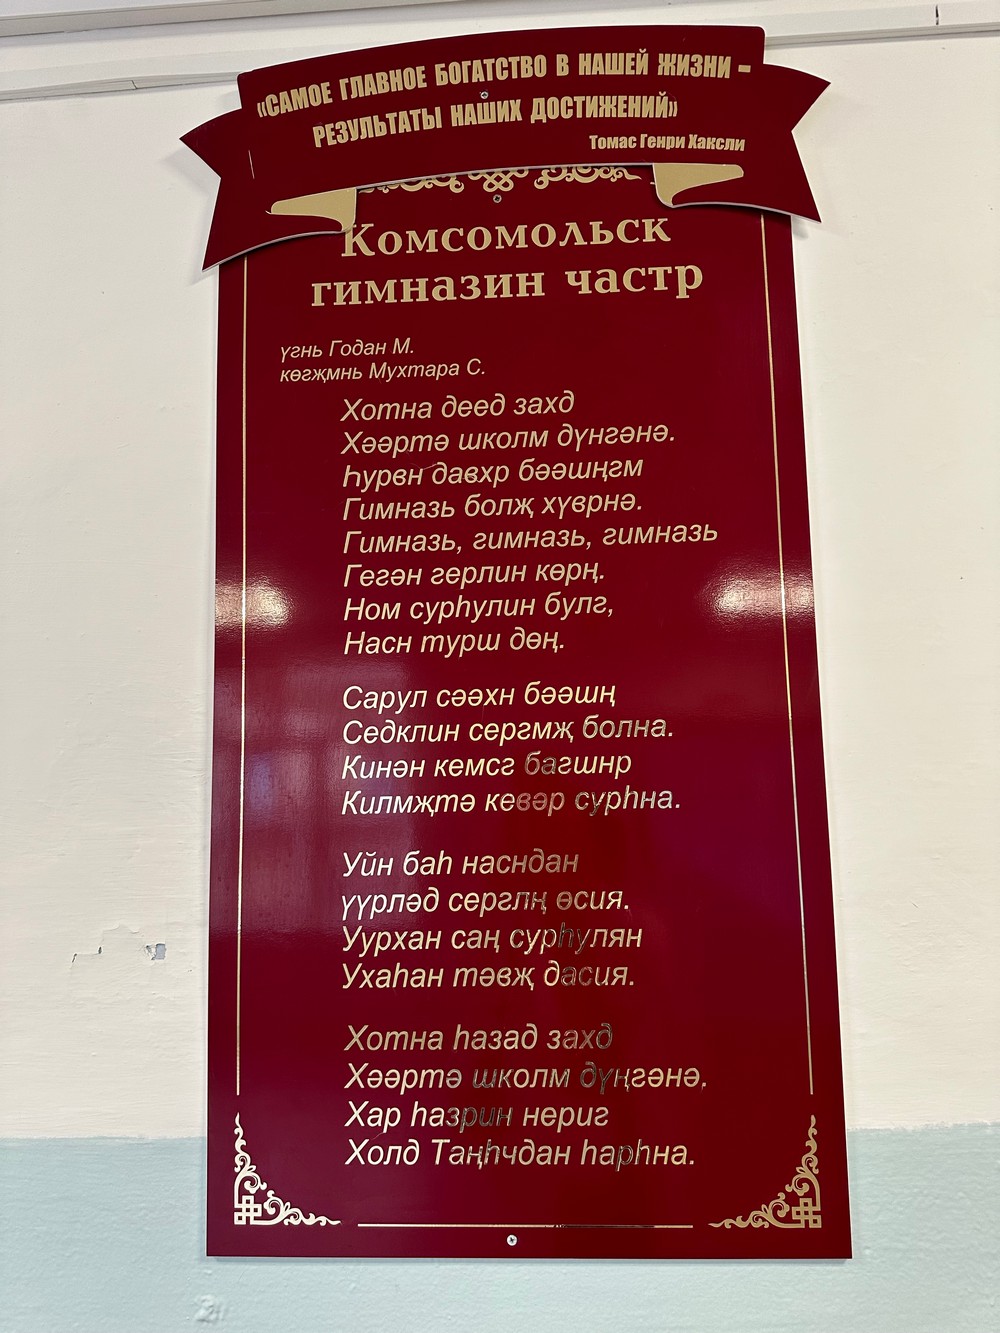 «САМОЕ ГЛАВНОЕ БОГАТСТВО В НАШЕЙ ЖИЗНИ -
РЕЗУЛЬТАТЫ НАШИХ ДОСТИЖЕНИЙ»
Томас Генри Хаксли
Комсомольск
гимназин частр
үгнь Годан М.
көгҗмнь Мухтара С.
Хотна деед захд
Хәәртә школм дүнгәнә.
Һурвн давхр бәәшңгм
Гимназь болҗ хүврнә.
Гимназь, гимназь, гимназь
Гегән герлин көрң.
Ном сурһулин булг,
Насн турш дөң.
Сарул сәәхн бәәшң
Седклин сергмҗ болна.
Кинән кемсг багшнр
Килмҗтә кевәр сурһна.
Уйн баһ насндан
үүрләд серглң өсия.
Уурхан саң сурһулян
Ухаһан тәвҗ дасия.
Хотна һазад захд
Хәәртә школм дүңгәнә.
Хар һазрин нериг
Холд Таңһчдан һарһна.